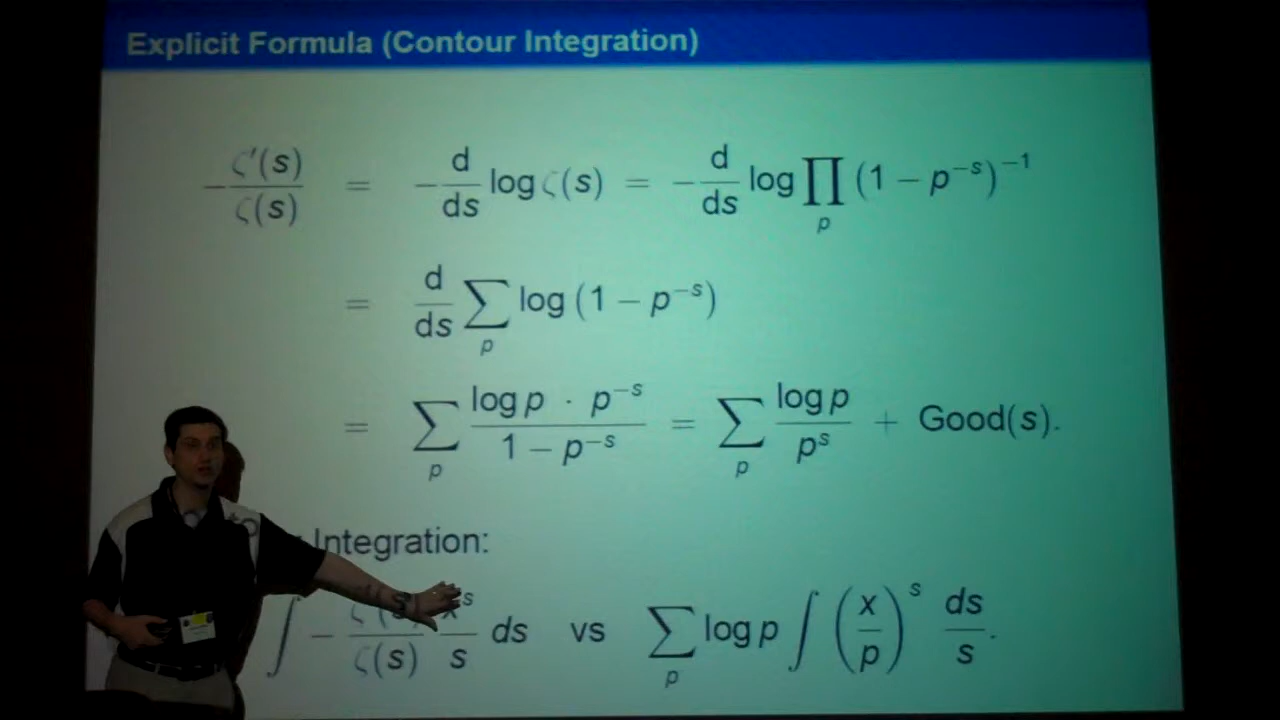 Explicit Formula (Contour Integration)
−ζ′(s)/ζ(s) = −d/ds log ζ(s) = −d/ds log ∏_p (1 − p^{−s})^{−1}
= d/ds ∑_p log (1 − p^{−s})
= ∑_p (log p · p^{−s})/(1 − p^{−s}) = ∑_p log p/p^s + Good(s).
Integration:
∫ − ζ′(s)/ζ(s) x^s/s ds vs ∑_p log p ∫ (x/p)^s ds/s.